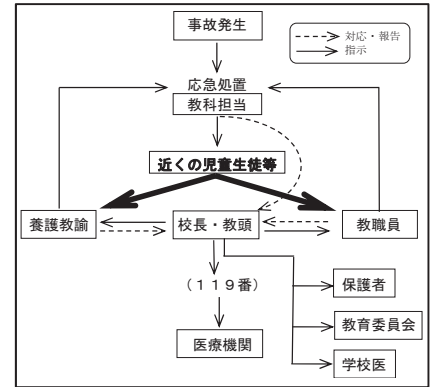 事故発生
対応・報告
指示
応急処置
教科担当
近くの児童生徒等
養護教諭
校長・教頭
教職員
(119番)
保護者
教育委員会
医療機関
学校医